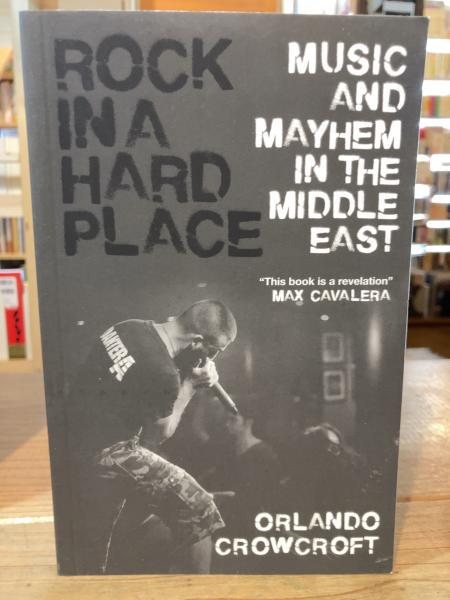 ROCK
IN A
HARD
PLACE
MUSIC
AND
MAYHEM
IN THE
MIDDLE
EAST
“This book is a revelation”
MAX CAVALERA
PANTERA
ORLANDO
CROWCROFT